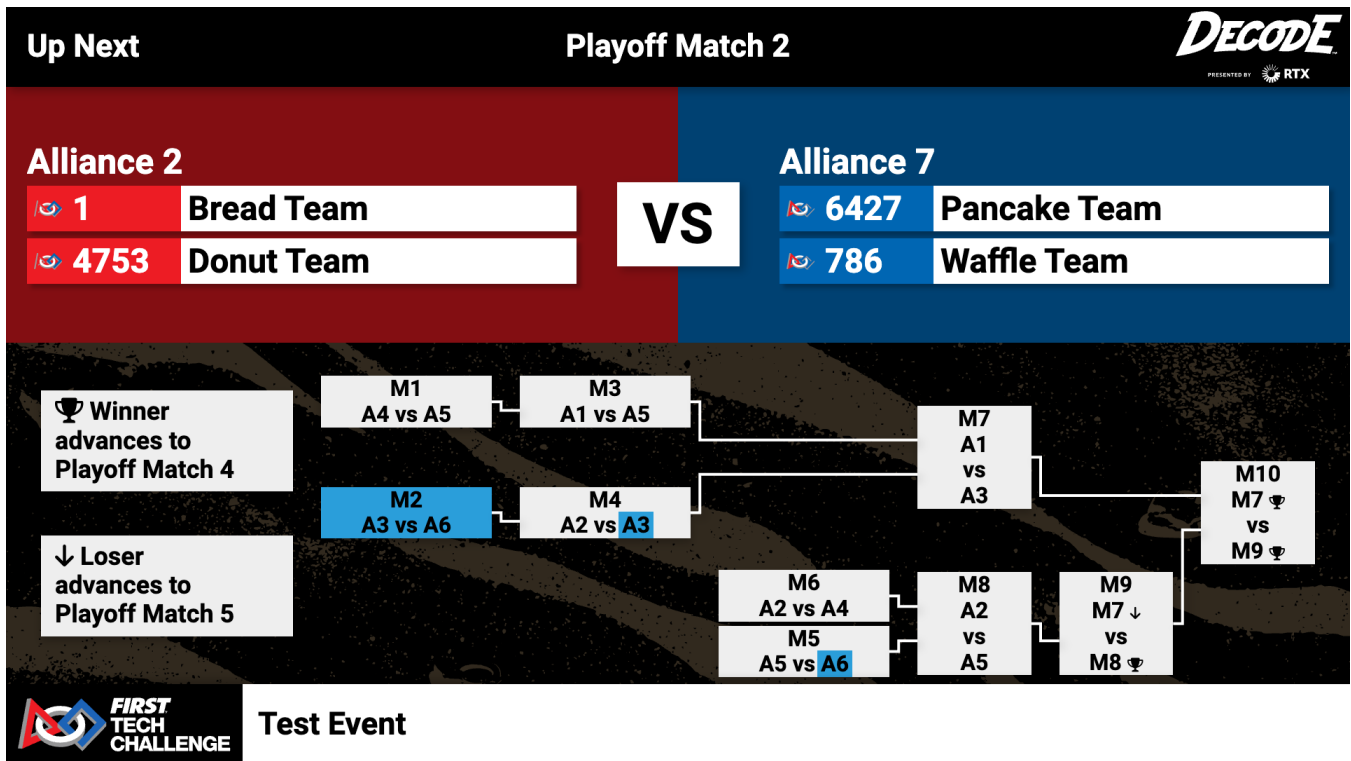 Up Next
Playoff Match 2
DECODE
PRESENTED BY RTX
Alliance 2
1 Bread Team
4753 Donut Team
VS
Alliance 7
6427 Pancake Team
786 Waffle Team
Winner
advances to
Playoff Match 4
Loser
advances to
Playoff Match 5
M1
A4 vs A5
M3
A1 vs A5
M2
A3 vs A6
M4
A2 vs A3
M7
A1
vs
A3
M10
M7
vs
M9
M6
A2 vs A4
M5
A5 vs A6
M8
A2
vs
A5
M9
M7 ↓
vs
M8
FIRST
TECH
CHALLENGE
Test Event